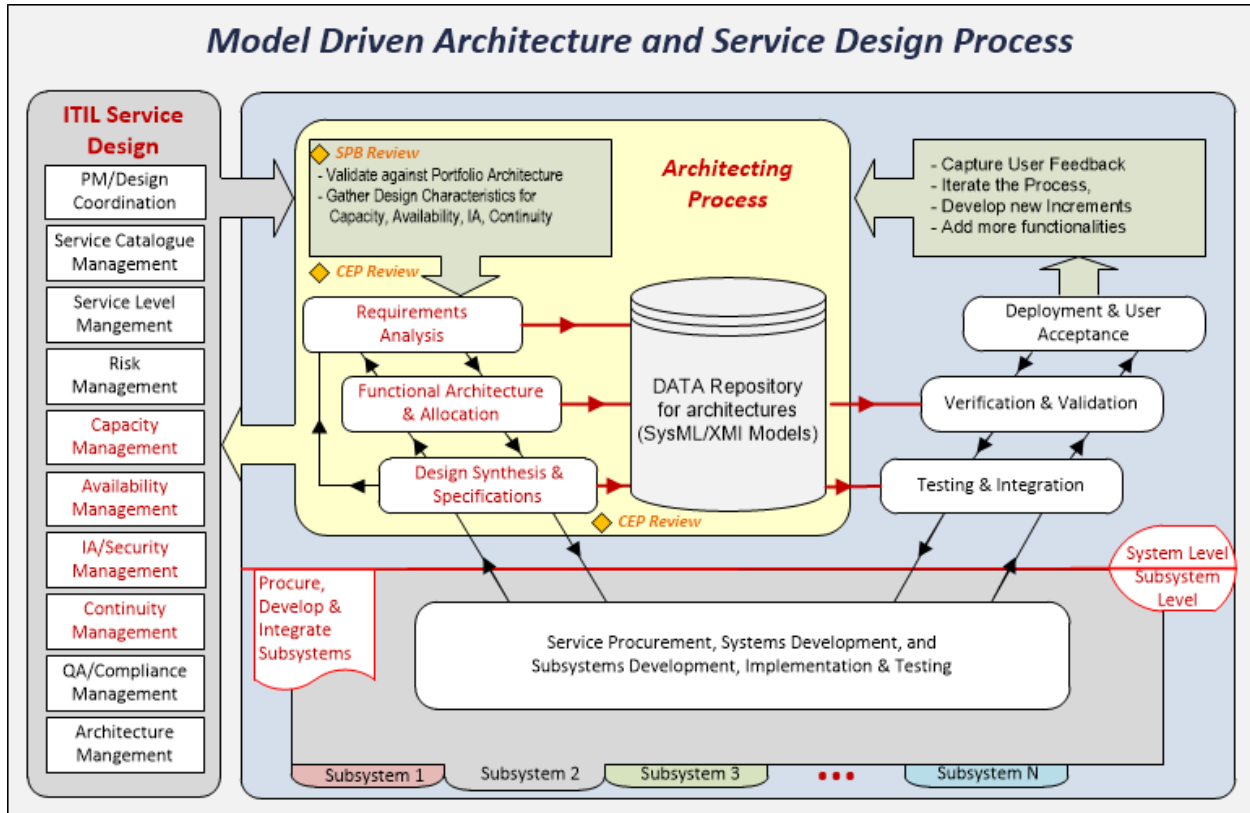 Model Driven Architecture and Service Design Process
ITIL Service
Design
PM/Design
Coordination
Service Catalogue
Management
Service Level
Mangement
Risk
Management
Capacity
Management
Availability
Management
IA/Security
Management
Continuity
Management
QA/Compliance
Management
Architecture
Mangement
SPB Review
- Validate against Portfolio Architecture
- Gather Design Characteristics for
Capacity, Availability, IA, Continuity
Architecting
Process
CEP Review
Requirements
Analysis
Functional Architecture
& Allocation
Design Synthesis &
Specifications
CEP Review
DATA Repository
for architectures
(SysML/XMI Models)
- Capture User Feedback
- Iterate the Process,
- Develop new Increments
- Add more functionalities
Deployment & User
Acceptance
Verification & Validation
Testing & Integration
System Level
Subsystem
Level
Procure,
Develop &
Integrate
Subsystems
Service Procurement, Systems Development, and
Subsystems Development, Implementation & Testing
Subsystem 1
Subsystem 2
Subsystem 3
Subsystem N